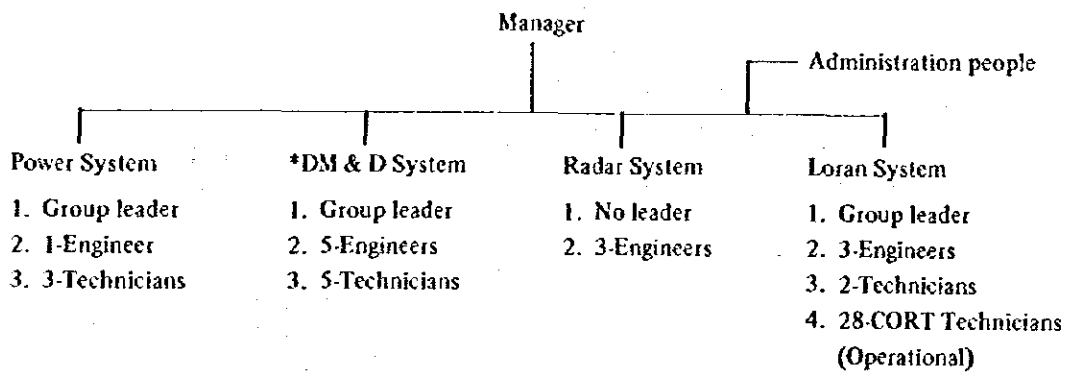 Manager
Administration people
Power System
1. Group leader
2. 1-Engineer
3. 3-Technicians
*DM & D System
1. Group leader
2. 5-Engineers
3. 5-Technicians
Radar System
1. No leader
2. 3-Engineers
Loran System
1. Group leader
2. 3-Engineers
3. 2-Technicians
4. 28-CORT Technicians
(Operational)